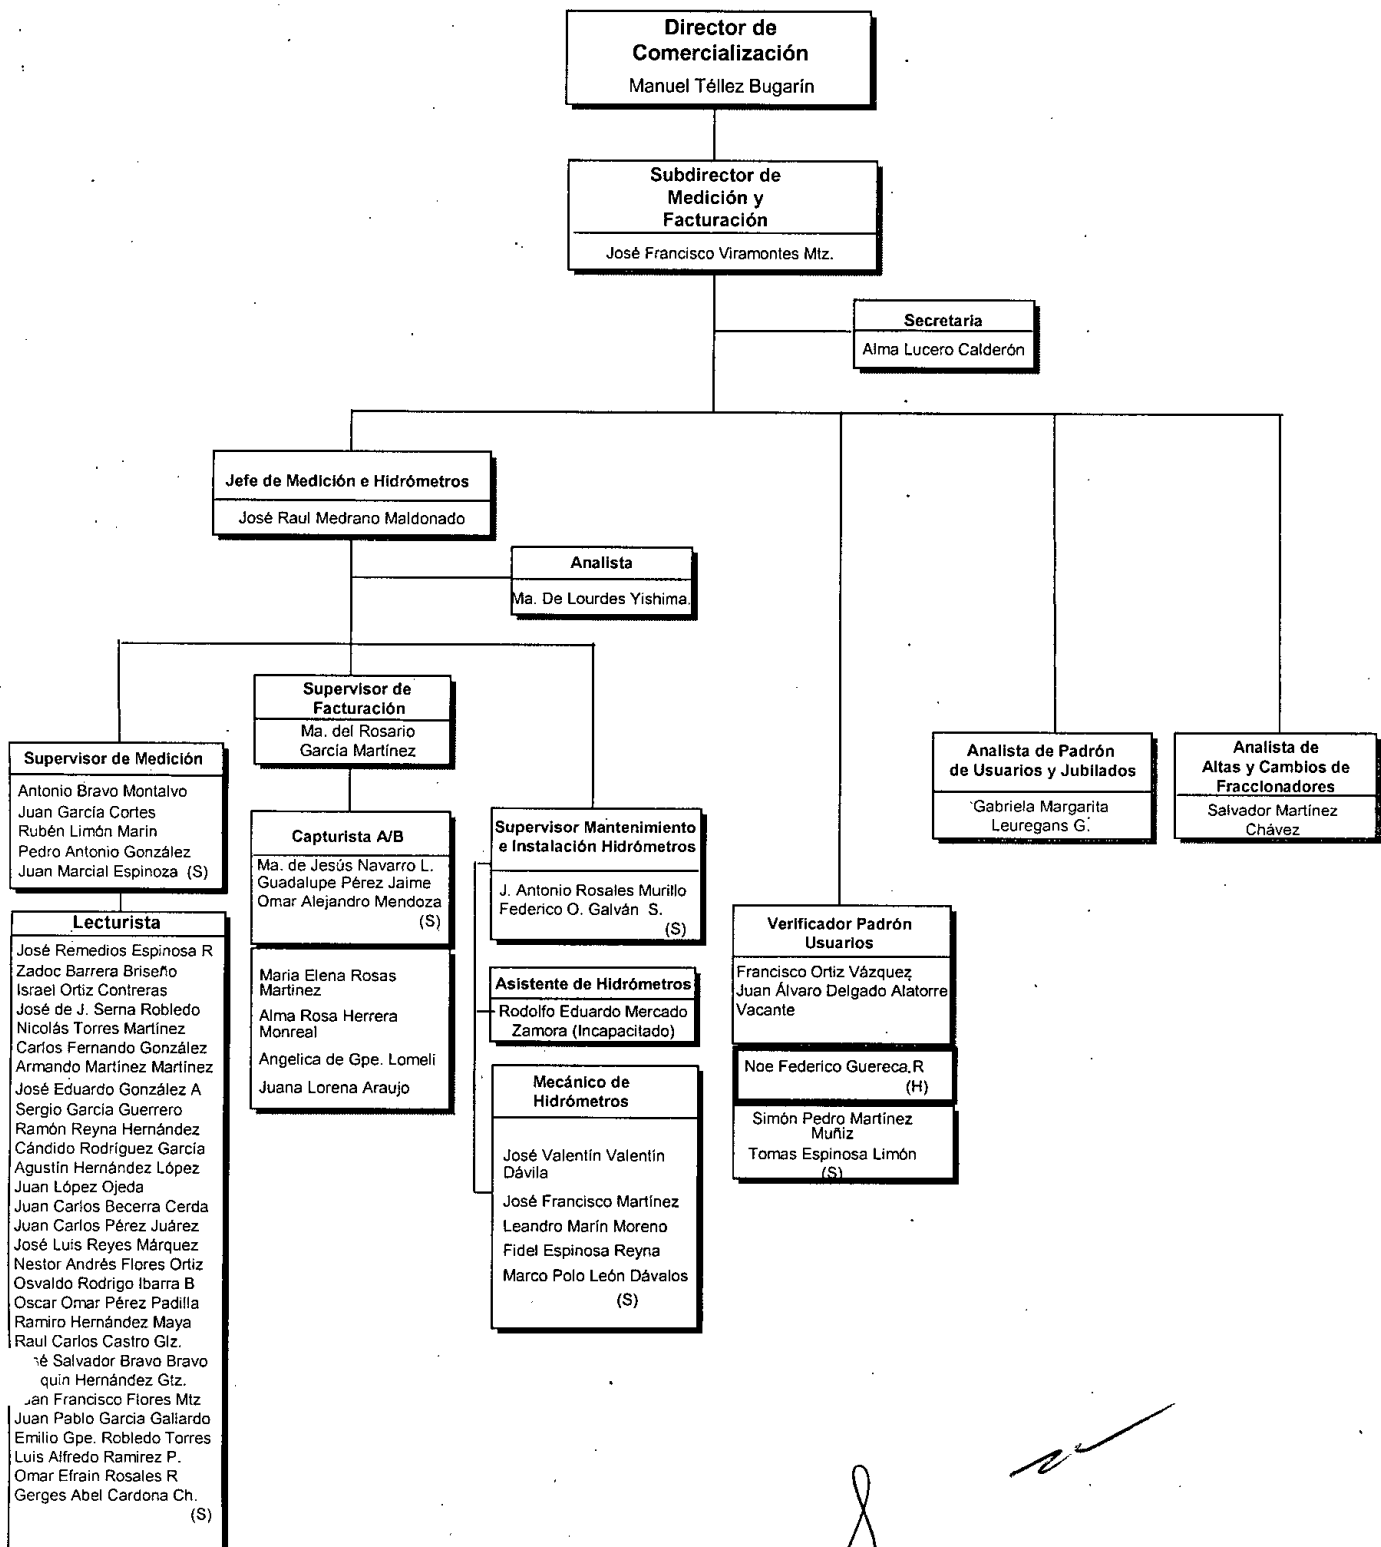 Director de
Comercialización
Manuel Téllez Bugarín
Subdirector de
Medición y
Facturación
José Francisco Viramontes Mtz.
Secretaria
Alma Lucero Calderón
Jefe de Medición e Hidrómetros
José Raul Medrano Maldonado
Analista
Ma. De Lourdes Yishima.
Supervisor de Medición
Antonio Bravo Montalvo
Juan García Cortes
Rubén Limón Marin
Pedro Antonio González
Juan Marcial Espinoza (S)
Lecturista
José Remedios Espinosa R
Zadoc Barrera Briseño
Israel Ortiz Contreras
José de J. Serna Robledo
Nicolás Torres Martínez
Carlos Fernando González
Armando Martínez Martínez
José Eduardo González A
Sergio García Guerrero
Ramón Reyna Hernández
Cándido Rodríguez García
Agustín Hernández López
Juan López Ojeda
Juan Carlos Becerra Cerda
Juan Carlos Pérez Juárez
José Luis Reyes Márquez
Nestor Andrés Flores Ortiz
Osvaldo Rodrigo Ibarra B
Oscar Omar Pérez Padilla
Ramiro Hernández Maya
Raul Carlos Castro Glz.
Salvador Bravo Bravo
Hernández Gtz.
Francisco Flores Mtz
Juan Pablo Garcia Gallardo
Emilio Gpe. Robledo Torres
Luis Alfredo Ramirez P.
Omar Efrain Rosales R
Gerges Abel Cardona Ch.
(S)
Supervisor de
Facturación
Ma. del Rosario
García Martínez
Capturista A/B
Ma. de Jesús Navarro L.
Guadalupe Pérez Jaime
Omar Alejandro Mendoza
(S)
Maria Elena Rosas
Martinez
Alma Rosa Herrera
Monreal
Angelica de Gpe. Lomeli
Juana Lorena Araujo
Supervisor Mantenimiento
e Instalación Hidrómetros
J. Antonio Rosales Murillo
Federico O. Galván S.
(S)
Asistente de Hidrómetros
Rodolfo Eduardo Mercado
Zamora (Incapacitado)
Mecánico de
Hidrómetros
José Valentín Valentín
Dávila
José Francisco Martínez
Leandro Marín Moreno
Fidel Espinosa Reyna
Marco Polo León Dávalos
(S)
Verificador Padrón
Usuarios
Francisco Ortiz Vázquez
Juan Álvaro Delgado Alatorre
Vacante
Noe Federico Guereca.R
(H)
Simón Pedro Martínez
Muñiz
Tomas Espinosa Limón
(S)
Analista de Padrón
de Usuarios y Jubilados
Gabriela Margarita
Leuregans G.
Analista de
Altas y Cambios de
Fraccionadores
Salvador Martínez
Chávez